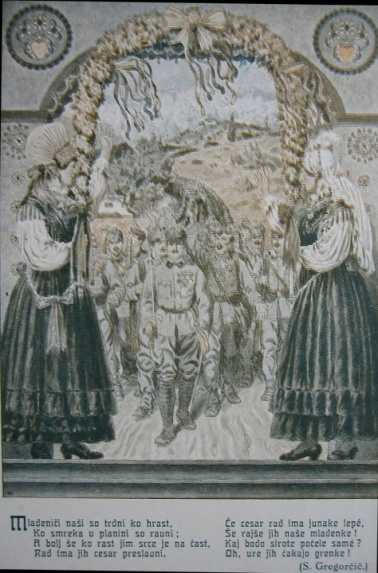 Mladeniči naši so trdni ko hrast,
Ko smreka v planini so ravni;
A bolj še ko rast jim srce je na čast,
Rad ima jih cesar preslavni.
Če cesar rad ima junake lepé,
Še rajše jih naše mladenke!
Kaj bodo sirote počele samé?
Oh, ure jih čakajo grenke!
(S. Gregorčič.)